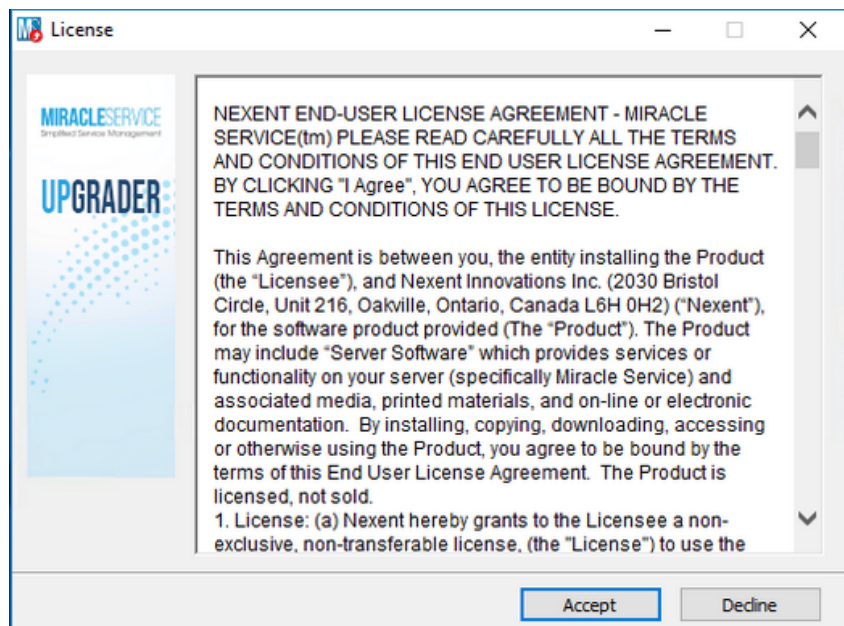 License
MIRACLESERVICE
Simplified Service Management
UPGRADER
NEXENT END-USER LICENSE AGREEMENT - MIRACLE
SERVICE(tm) PLEASE READ CAREFULLY ALL THE TERMS
AND CONDITIONS OF THIS END USER LICENSE AGREEMENT.
BY CLICKING "I Agree", YOU AGREE TO BE BOUND BY THE
TERMS AND CONDITIONS OF THIS LICENSE.
This Agreement is between you, the entity installing the Product
(the “Licensee”), and Nexent Innovations Inc. (2030 Bristol
Circle, Unit 216, Oakville, Ontario, Canada L6H 0H2) (“Nexent”),
for the software product provided (The “Product”). The Product
may include “Server Software” which provides services or
functionality on your server (specifically Miracle Service) and
associated media, printed materials, and on-line or electronic
documentation.  By installing, copying, downloading, accessing
or otherwise using the Product, you agree to be bound by the
terms of this End User License Agreement.  The Product is
licensed, not sold.
1. License: (a) Nexent hereby grants to the Licensee a non-
exclusive, non-transferable license, (the "License") to use the
Accept
Decline